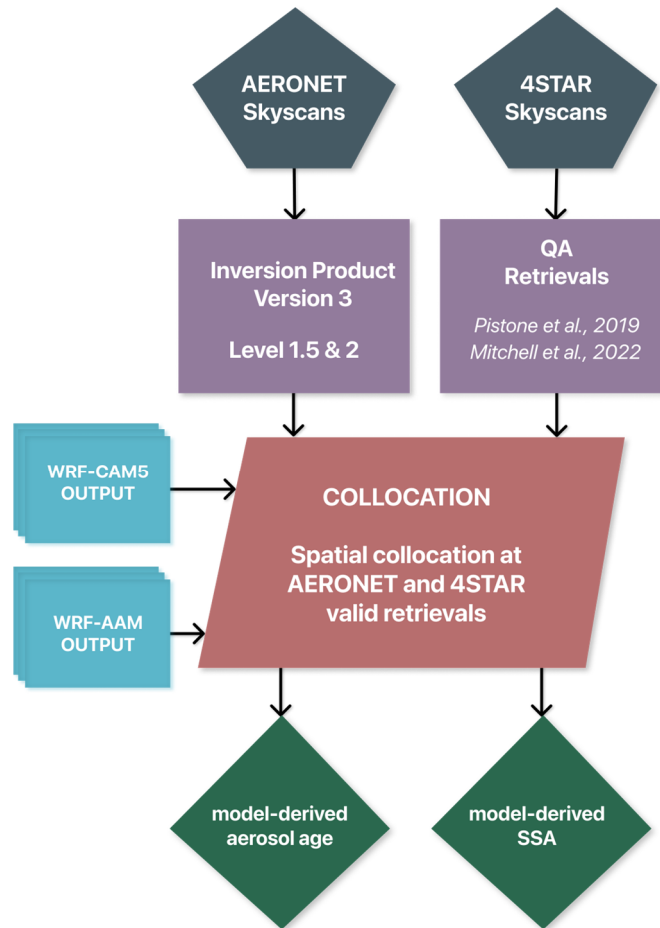 AERONET
Skyscans
4STAR
Skyscans
Inversion Product
Version 3
Level 1.5 & 2
QA
Retrievals
Pistone et al., 2019
Mitchell et al., 2022
WRF-CAM5
OUTPUT
WRF-AAM
OUTPUT
COLLOCATION
Spatial collocation at
AERONET and 4STAR
valid retrievals
model-derived
aerosol age
model-derived
SSA